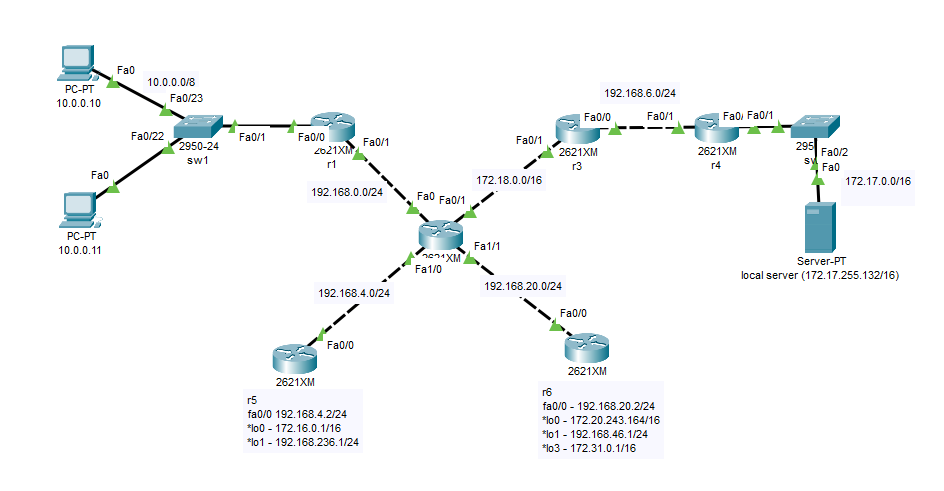 Fa0
PC-PT
10.0.0.10
10.0.0.0/8
Fa0/23
Fa0/22
2950-24
sw1
Fa0/1
Fa0/0
2621XM
r1
Fa0/1
Fa0
PC-PT
10.0.0.11
192.168.0.0/24
Fa0
Fa0/1
2621XM
Fa1/0
Fa1/1
172.18.0.0/16
Fa0/1
Fa0/0
2621XM
r3
192.168.6.0/24
Fa0/1
Fa0/
2621XM
r4
Fa0/1
295
sw
Fa0/2
Fa0
172.17.0.0/16
Server-PT
local server (172.17.255.132/16)
192.168.4.0/24
192.168.20.0/24
Fa0/0
2621XM
r5
fa0/0 192.168.4.2/24
*lo0 - 172.16.0.1/16
*lo1 - 192.168.236.1/24
Fa0/0
2621XM
r6
fa0/0 - 192.168.20.2/24
*lo0 - 172.20.243.164/16
*lo1 - 192.168.46.1/24
*lo3 - 172.31.0.1/16